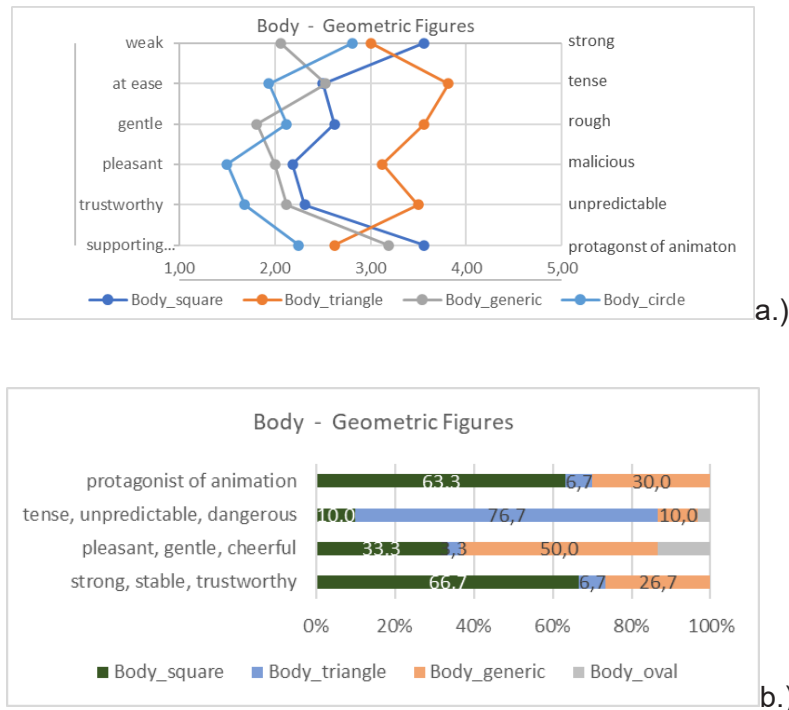 Body - Geometric Figures
weak strong
at ease tense
gentle rough
pleasant malicious
trustworthy unpredictable
supporting... protagonst of animaton
1,00 2,00 3,00 4,00 5,00
Body_square Body_triangle Body_generic Body_circle
a.)
Body - Geometric Figures
protagonist of animation 63.3 6,7 30,0
tense, unpredictable, dangerous 10.0 76,7 10,0
pleasant, gentle, cheerful 33.3 3,3 50,0
strong, stable, trustworthy 66.7 6,7 26,7
0% 20% 40% 60% 80% 100%
Body_square Body_triangle Body_generic Body_oval
b.)